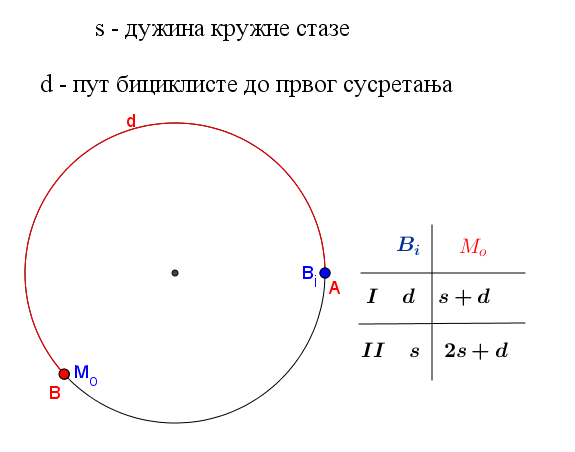 s - дужина кружне стазе
d - пут бициклисте до првог сусретања
d
Bi A
Mo
B
Bi Mo
I d s + d
II s 2s + d